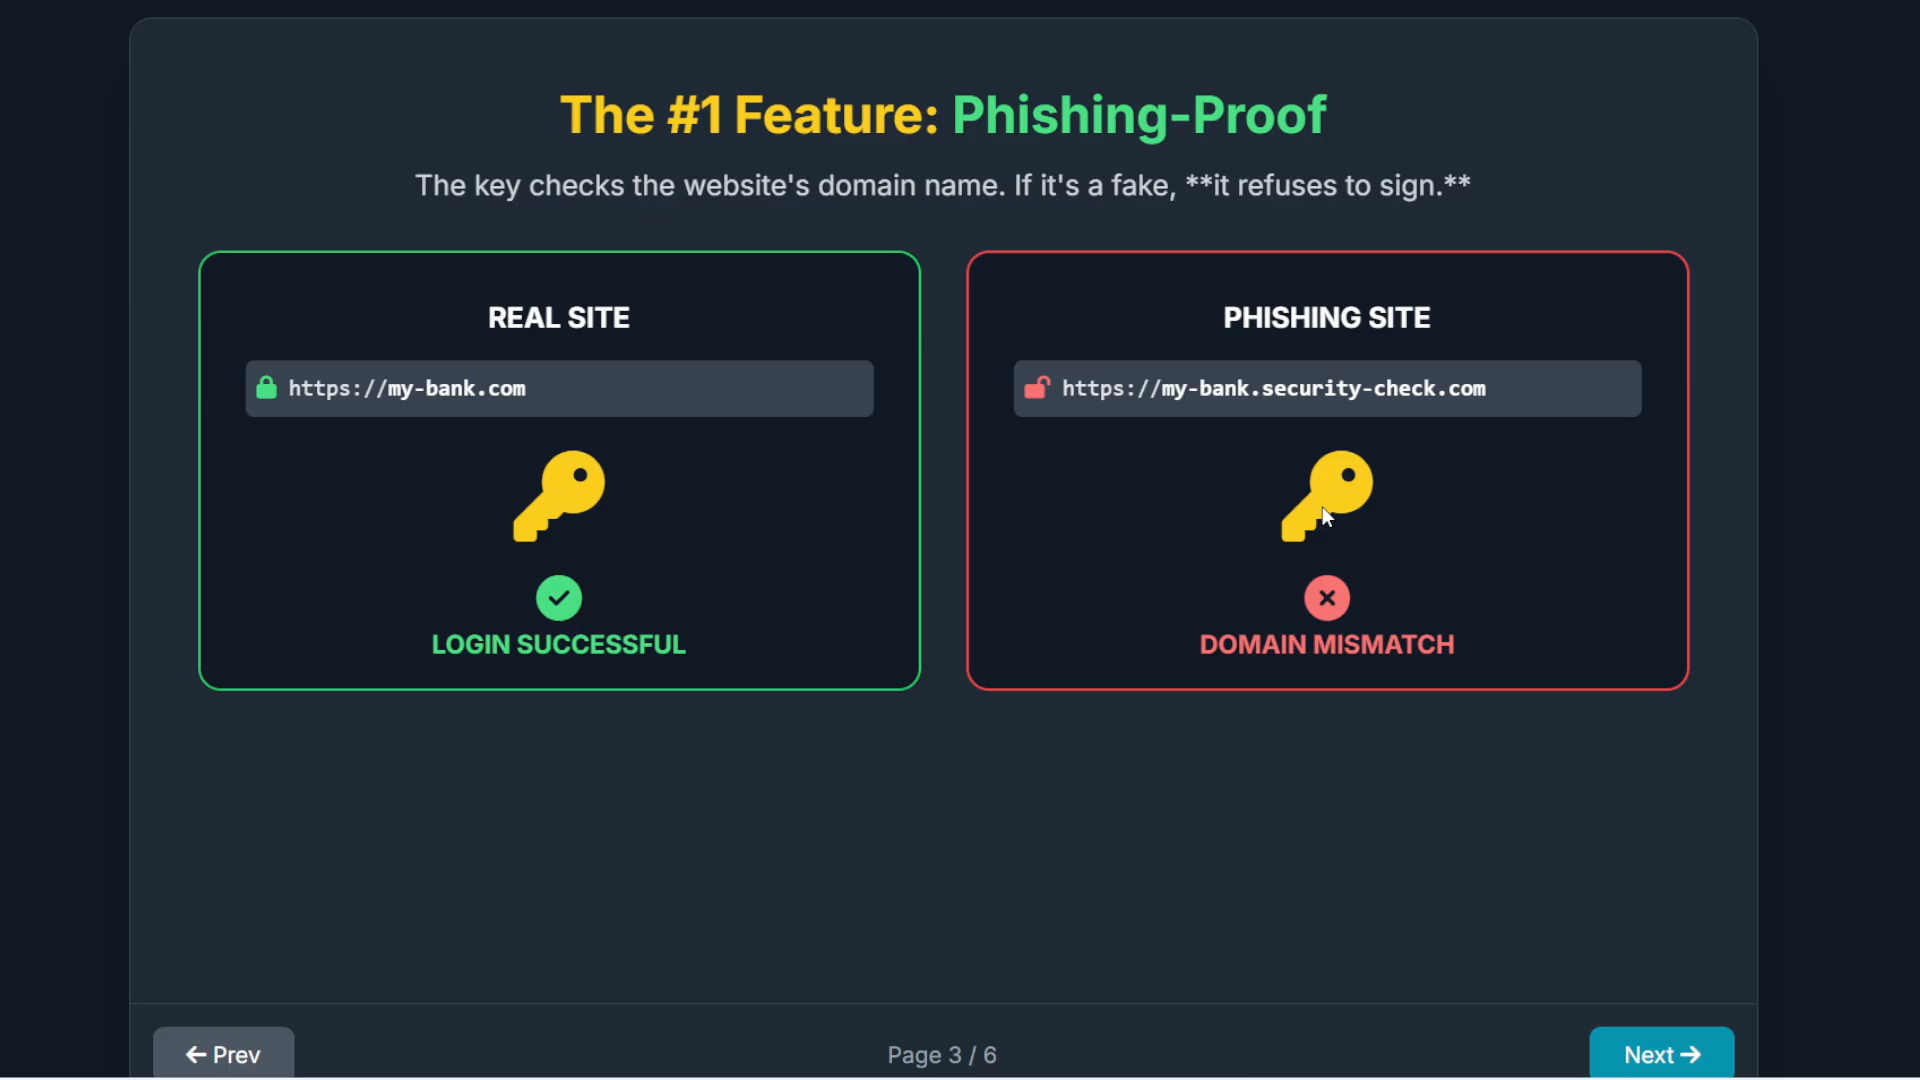 The #1 Feature: Phishing-Proof
The key checks the website's domain name. If it's a fake, **it refuses to sign.**
REAL SITE
https://my-bank.com
LOGIN SUCCESSFUL
PHISHING SITE
https://my-bank.security-check.com
DOMAIN MISMATCH
← Prev
Page 3 / 6
Next →